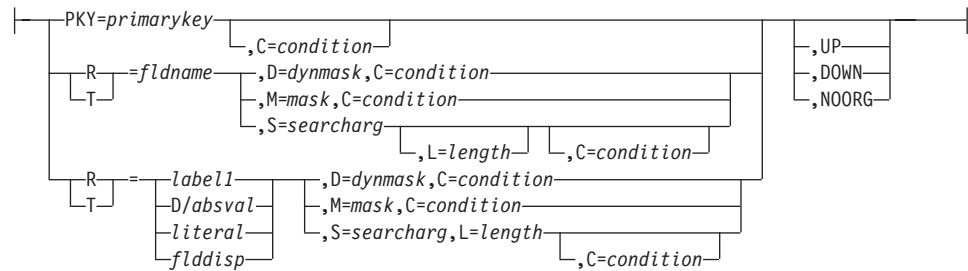 PKY=primarykey
,C=condition ,UP
R =fldname ,D=dynmask,C=condition ,DOWN
T ,M=mask,C=condition ,NOORG
,S=searcharg
,L=length ,C=condition
R = label1 ,D=dynmask,C=condition
T D/absval ,M=mask,C=condition
literal ,S=searcharg,L=length
flddisp ,C=condition